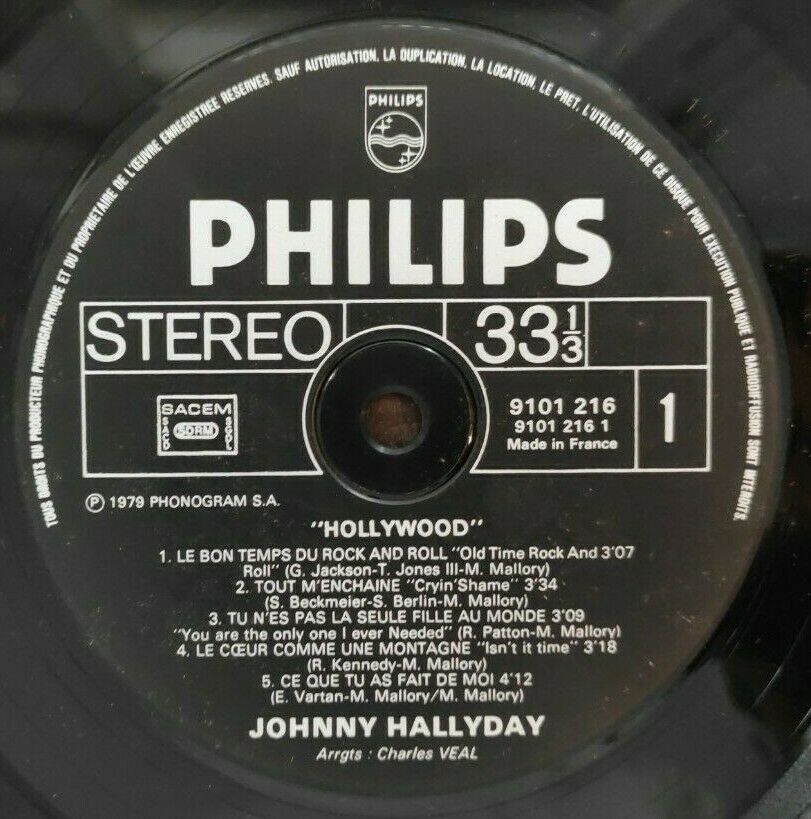 TOUS DROITS DU PRODUCTEUR PHONOGRAPHIQUE ET DU PROPRIETAIRE DE L'ŒUVRE ENREGISTREE RESERVES. SAUF AUTORISATION, LA DUPLICATION, LA LOCATION, LE PRET, L'UTILISATION DE CE DISQUE POUR EXECUTION PUBLIQUE ET RADIODIFFUSION SONT INTERDITS.
PHILIPS
PHILIPS
STEREO
33 1/3
SACEM
SACD SDRM SGDL
9101 216
9101 216 1
Made in France
1
℗ 1979 PHONOGRAM S.A.
"HOLLYWOOD"
1. LE BON TEMPS DU ROCK AND ROLL "Old Time Rock And 3'07
Roll" (G. Jackson-T. Jones III-M. Mallory)
2. TOUT M'ENCHAINE "Cryin'Shame" 3'34
(S. Beckmeier-S. Berlin-M. Mallory)
3. TU N'ES PAS LA SEULE FILLE AU MONDE 3'09
"You are the only one I ever Needed" (R. Patton-M. Mallory)
4. LE CŒUR COMME UNE MONTAGNE "Isn't it time" 3'18
(R. Kennedy-M. Mallory)
5. CE QUE TU AS FAIT DE MOI 4'12
(E. Vartan-M. Mallory/M. Mallory)
JOHNNY HALLYDAY
Arrgts : Charles VEAL